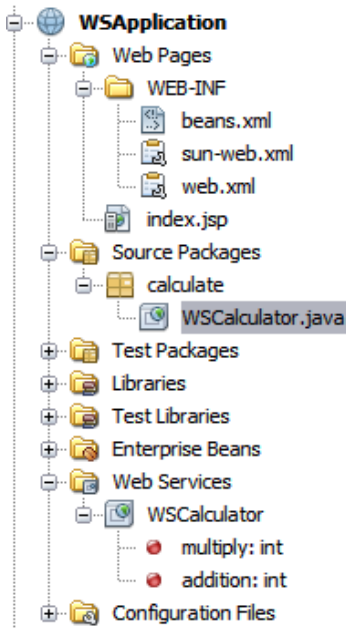 WSApplication
Web Pages
WEB-INF
beans.xml
sun-web.xml
web.xml
index.jsp
Source Packages
calculate
WSCalculator.java
Test Packages
Libraries
Test Libraries
Enterprise Beans
Web Services
WSCalculator
multiply: int
addition: int
Configuration Files